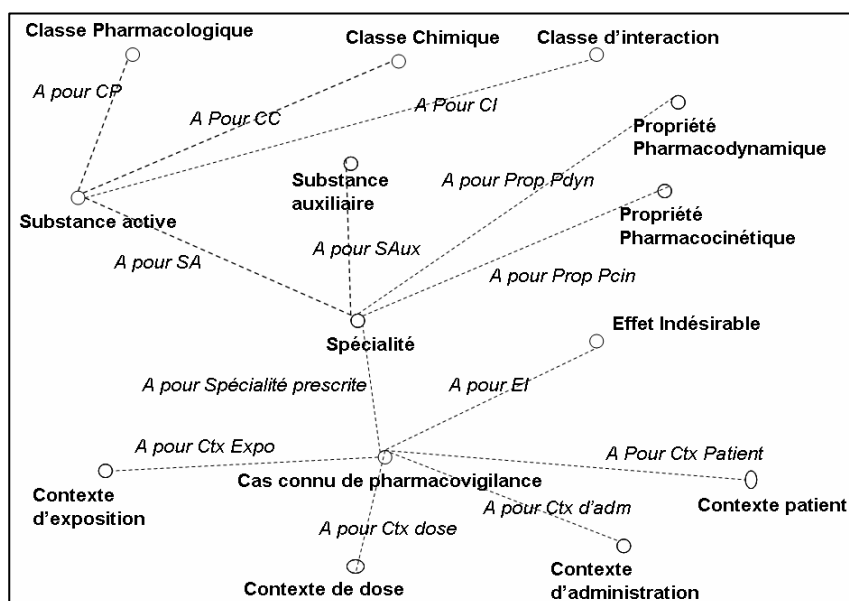 Classe Pharmacologique
Classe Chimique
Classe d'interaction
A pour CP
A Pour CC
A Pour CI
Propriété
Pharmacodynamique
Substance
auxiliaire
A pour Prop Pdyn
Substance active
Propriété
Pharmacocinétique
A pour SA
A pour SAux
A pour Prop Pcin
Spécialité
Effet Indésirable
A pour Spécialité prescrite
A pour EI
A pour Ctx Expo
A Pour Ctx Patient
Cas connu de pharmacovigilance
Contexte
d'exposition
Contexte patient
A pour Ctx d'adm
A pour Ctx dose
Contexte de dose
Contexte
d'administration